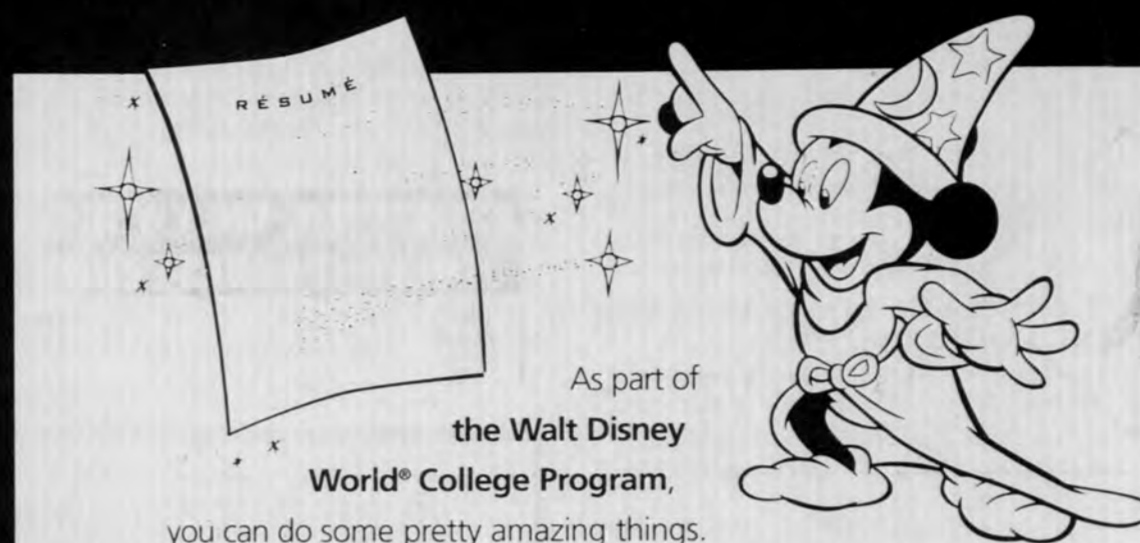 RÉSUMÉ
As part of
the Walt Disney
World® College Program,
you can do some pretty amazing things.